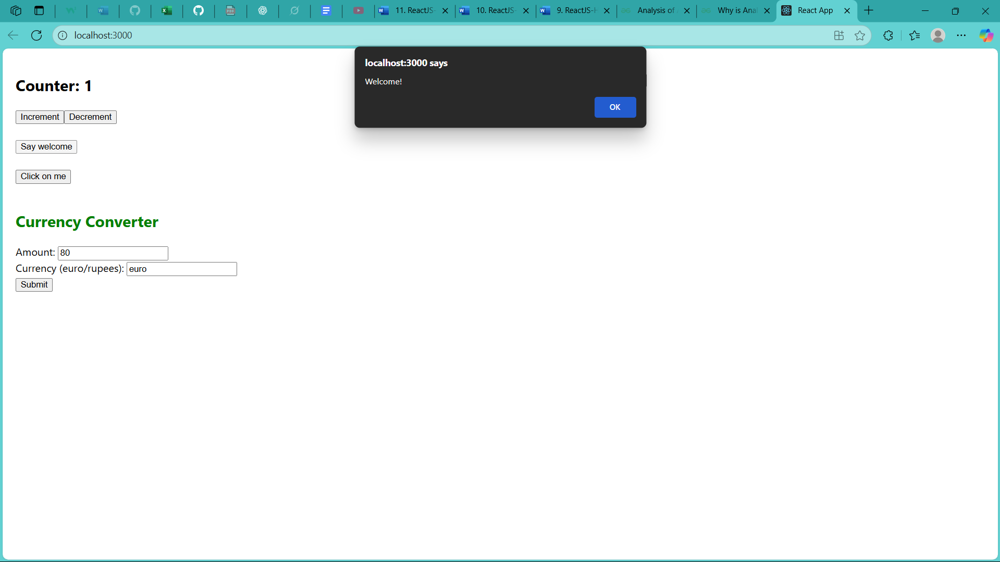 11. ReactJS-
10. ReactJS-
9. ReactJS-H
Analysis of
Why is Anal
React App
localhost:3000
localhost:3000 says
Welcome!
OK
Counter: 1
Increment Decrement
Say welcome
Click on me
Currency Converter
Amount: 80
Currency (euro/rupees): euro
Submit